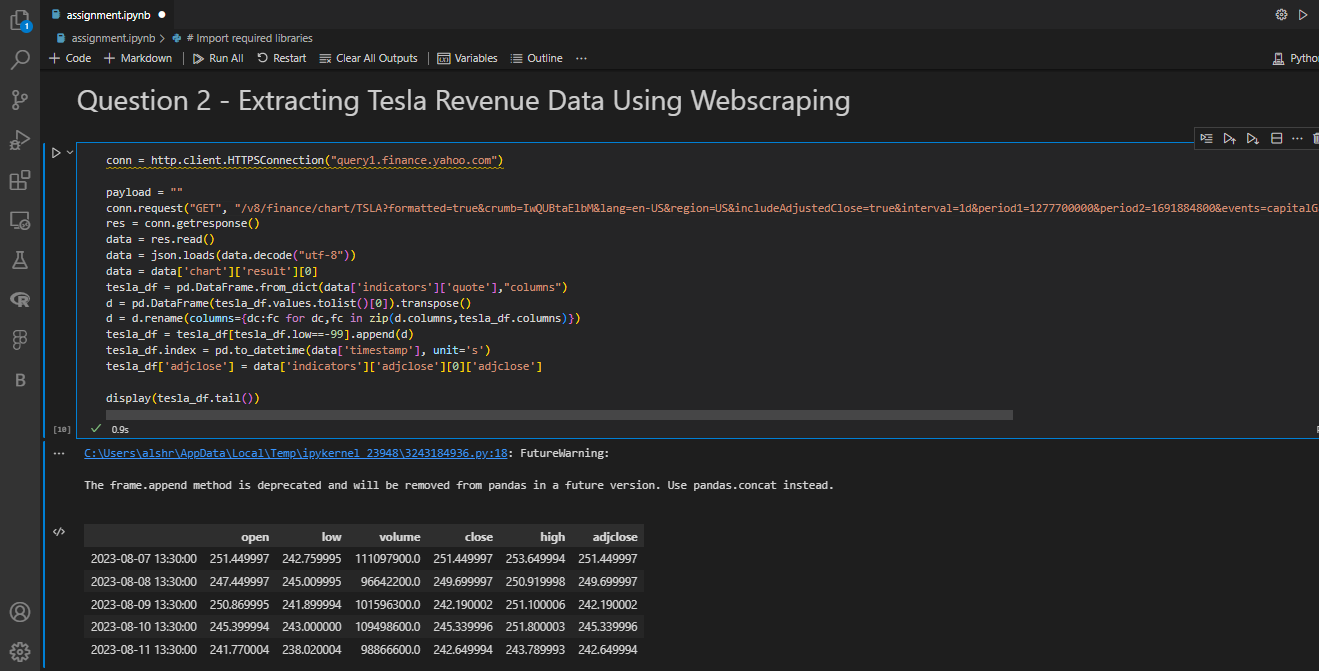 1
assignment.ipynb ●
assignment.ipynb > # Import required libraries
+ Code + Markdown | Run All Restart Clear All Outputs | Variables Outline ...
Question 2 - Extracting Tesla Revenue Data Using Webscraping
conn = http.client.HTTPSConnection("query1.finance.yahoo.com")
payload = ""
conn.request("GET", "/v8/finance/chart/TSLA?formatted=true&crumb=IwQUBtaElbM&lang=en-US&region=US&includeAdjustedClose=true&interval=1d&period1=1277700000&period2=1691884800&events=capitalG
res = conn.getresponse()
data = res.read()
data = json.loads(data.decode("utf-8"))
data = data['chart']['result'][0]
tesla_df = pd.DataFrame.from_dict(data['indicators']['quote'],"columns")
d = pd.DataFrame(tesla_df.values.tolist()[0]).transpose()
d = d.rename(columns={dc:fc for dc,fc in zip(d.columns,tesla_df.columns)})
tesla_df = tesla_df[tesla_df.low==-99].append(d)
tesla_df.index = pd.to_datetime(data['timestamp'], unit='s')
tesla_df['adjclose'] = data['indicators']['adjclose'][0]['adjclose']
display(tesla_df.tail())
[10] 0.9s
C:\Users\alshr\AppData\Local\Temp\ipykernel_23948\3243184936.py:18: FutureWarning:
The frame.append method is deprecated and will be removed from pandas in a future version. Use pandas.concat instead.
open low volume close high adjclose
2023-08-07 13:30:00 251.449997 242.759995 111097900.0 251.449997 253.649994 251.449997
2023-08-08 13:30:00 247.449997 245.009995 96642200.0 249.699997 250.919998 249.699997
2023-08-09 13:30:00 250.869995 241.899994 101596300.0 242.190002 251.100006 242.190002
2023-08-10 13:30:00 245.399994 243.000000 109498600.0 245.339996 251.800003 245.339996
2023-08-11 13:30:00 241.770004 238.020004 98866600.0 242.649994 243.789993 242.649994